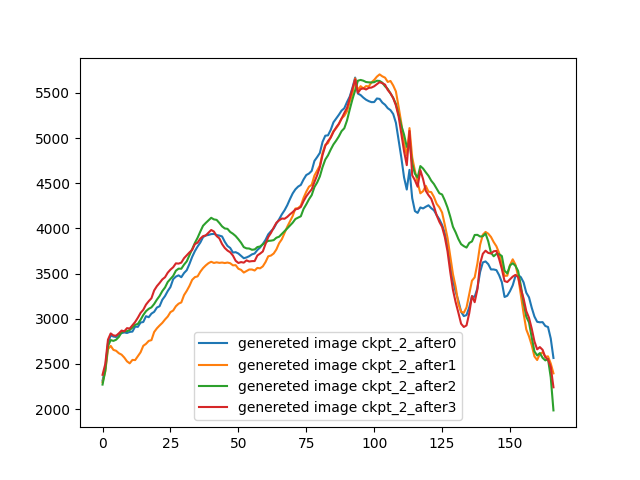 5500
5000
4500
4000
3500
3000
2500
2000
genereted image ckpt_2_after0
genereted image ckpt_2_after1
genereted image ckpt_2_after2
genereted image ckpt_2_after3
0 25 50 75 100 125 150